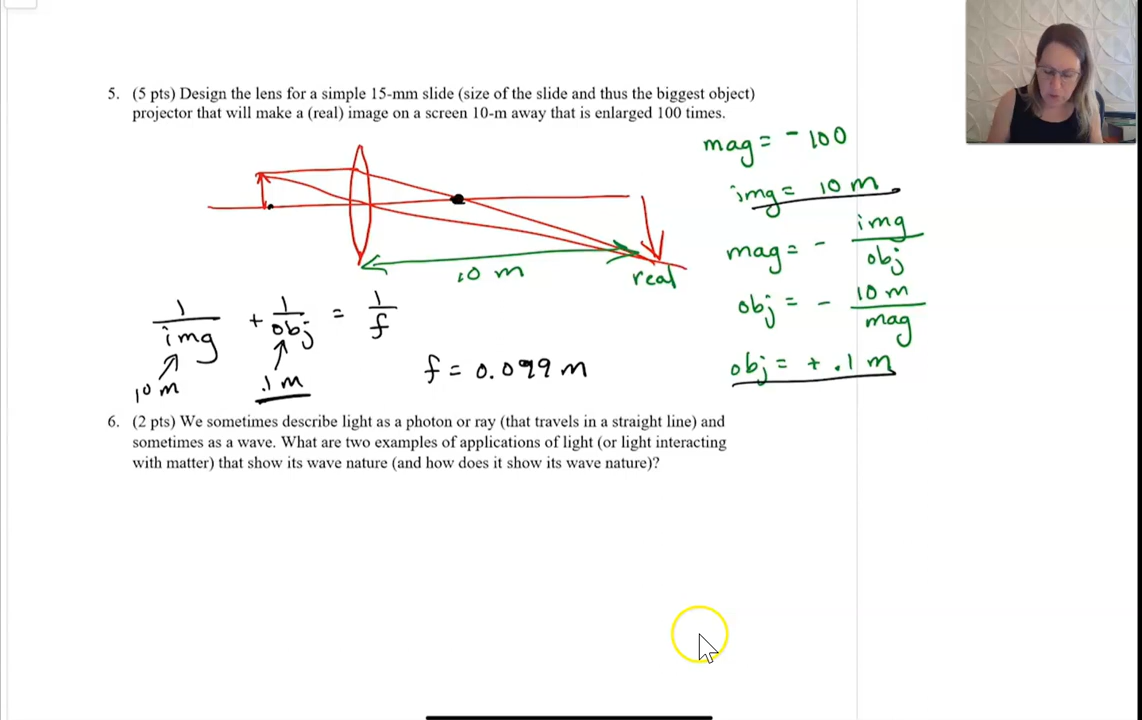 5. (5 pts) Design the lens for a simple 15-mm slide (size of the slide and thus the biggest object)
projector that will make a (real) image on a screen 10-m away that is enlarged 100 times.
mag = - 100
img = 10 m
mag = - img / obj
obj = - 10 m / mag
obj = + .1 m
10 m
real
1 / img + 1 / obj = 1 / f
10 m
.1 m
f = 0.099 m
6. (2 pts) We sometimes describe light as a photon or ray (that travels in a straight line) and
sometimes as a wave. What are two examples of applications of light (or light interacting
with matter) that show its wave nature (and how does it show its wave nature)?